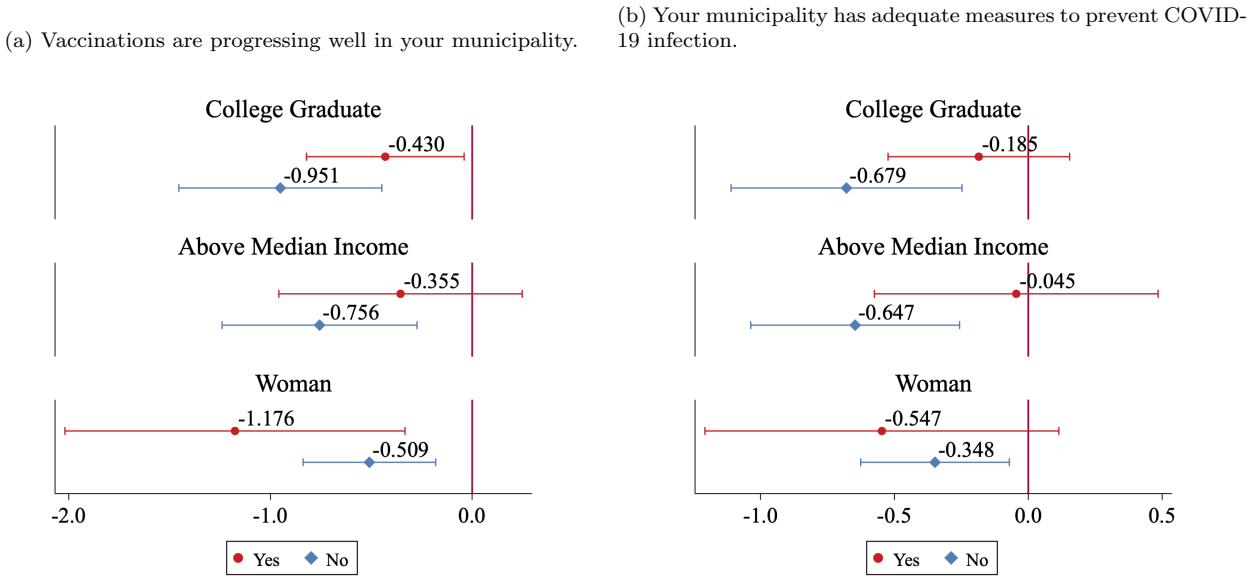 (a) Vaccinations are progressing well in your municipality.
College Graduate
-0.430
-0.951
Above Median Income
-0.355
-0.756
Woman
-1.176
-0.509
-2.0 -1.0 0.0
Yes No
(b) Your municipality has adequate measures to prevent COVID-
19 infection.
College Graduate
-0.185
-0.679
Above Median Income
-0.045
-0.647
Woman
-0.547
-0.348
-1.0 -0.5 0.0 0.5
Yes No